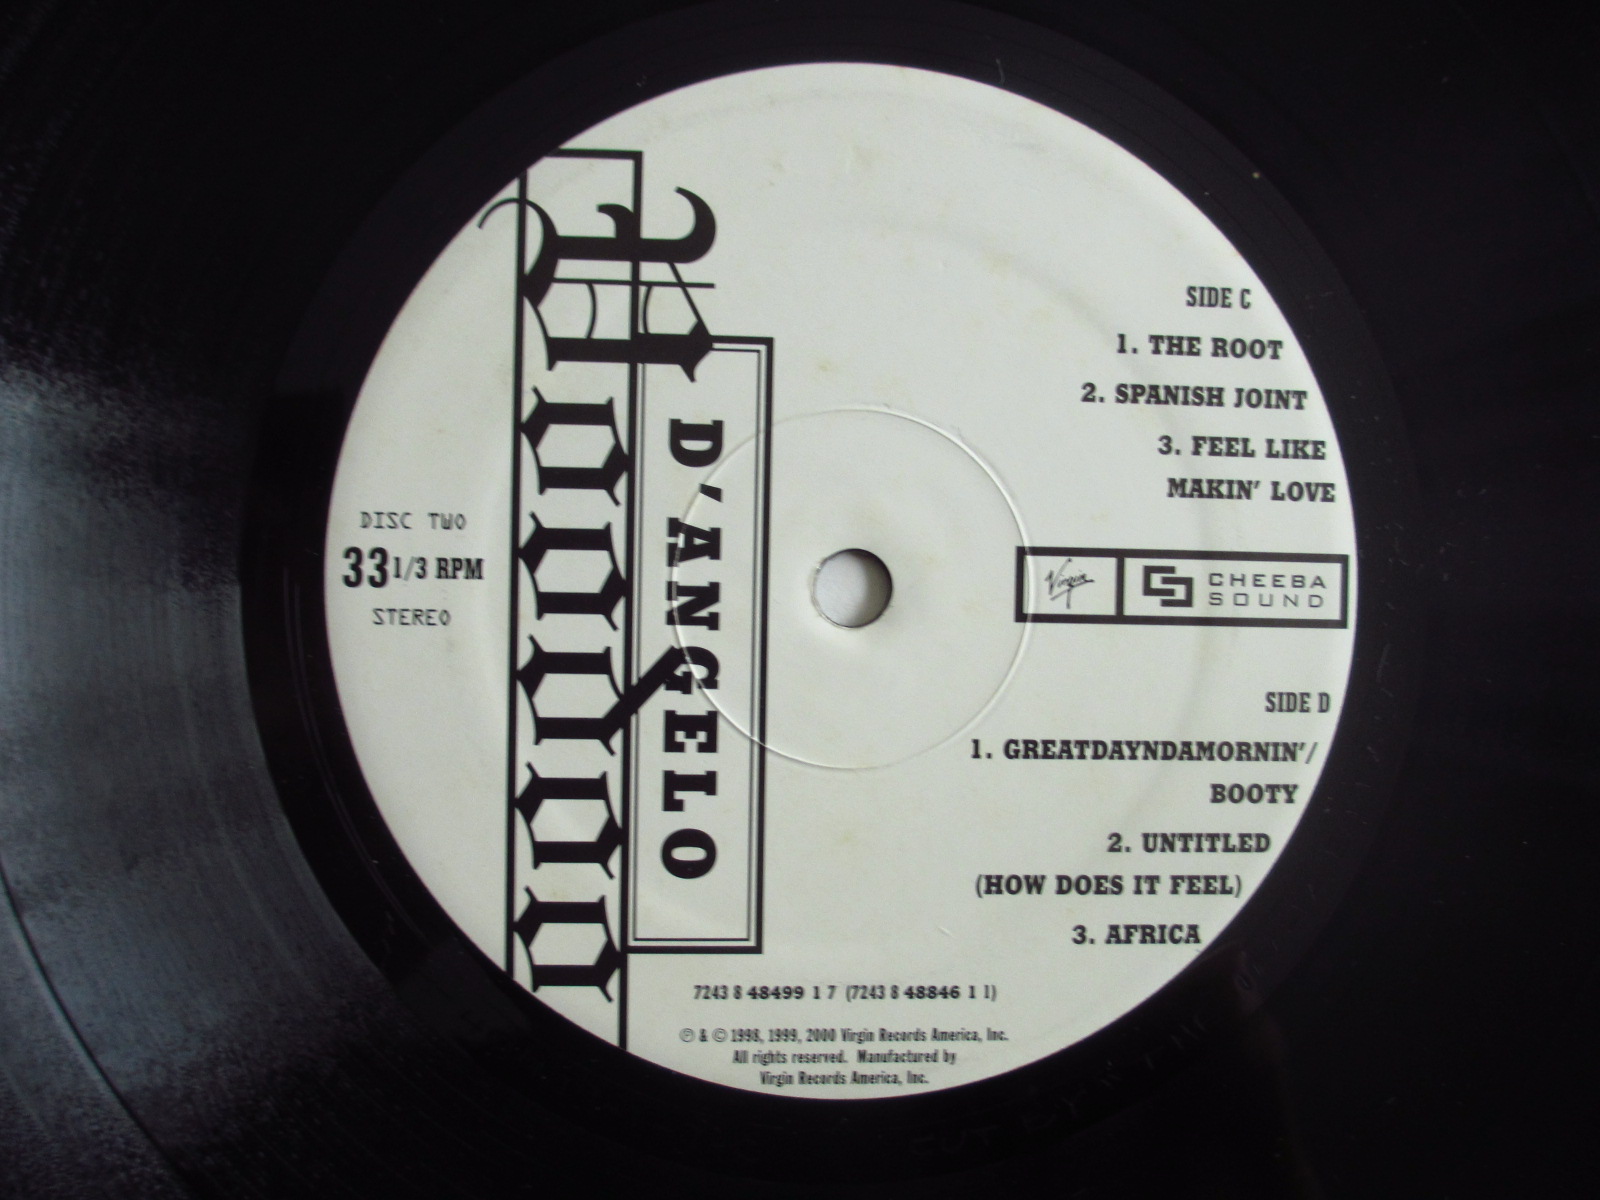 VOODOO
D'ANGELO
DISC TWO
33 1/3 RPM
STEREO
SIDE C
1. THE ROOT
2. SPANISH JOINT
3. FEEL LIKE
MAKIN' LOVE
Virgin
CHEEBA
SOUND
SIDE D
1. GREATDAYNDAMORNIN'/
BOOTY
2. UNTITLED
(HOW DOES IT FEEL)
3. AFRICA
7243 8 48499 1 7 (7243 8 48846 1 1)
℗ & © 1998, 1999, 2000 Virgin Records America, Inc.
All rights reserved. Manufactured by
Virgin Records America, Inc.